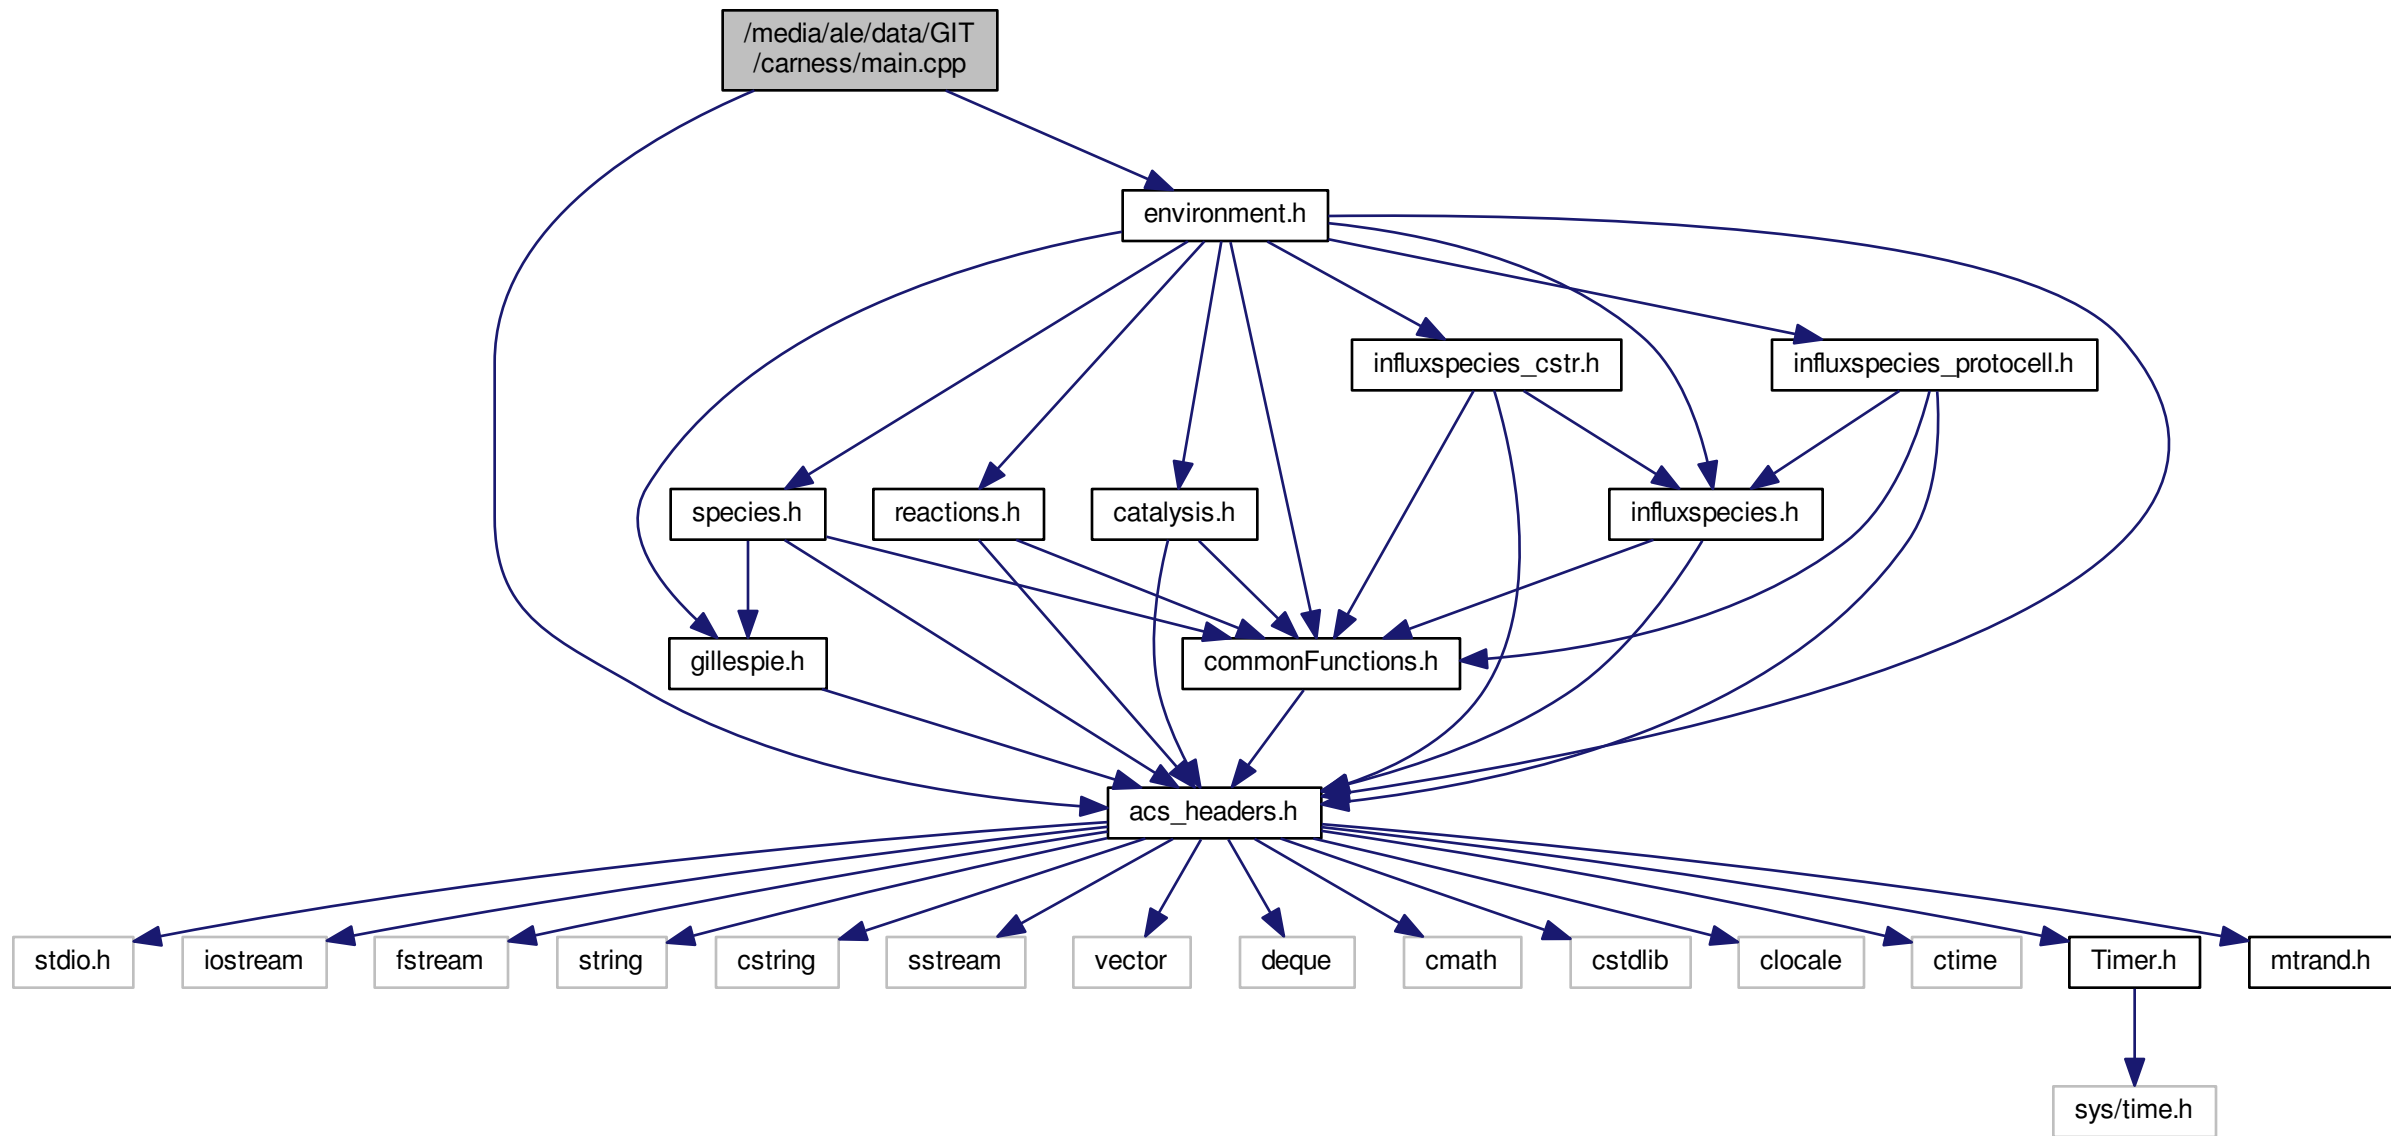 /media/ale/data/GIT
/carness/main.cpp
environment.h
influxspecies_cstr.h
influxspecies_protocell.h
species.h
reactions.h
catalysis.h
influxspecies.h
gillespie.h
commonFunctions.h
acs_headers.h
stdio.h
iostream
fstream
string
cstring
sstream
vector
deque
cmath
cstdlib
clocale
ctime
Timer.h
mtrand.h
sys/time.h